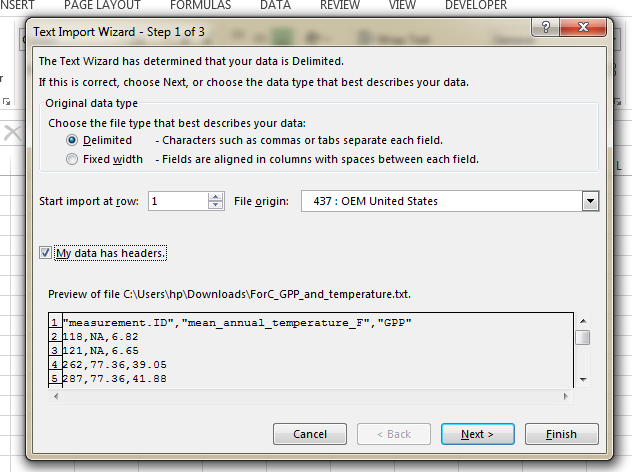 INSERT PAGE LAYOUT FORMULAS DATA REVIEW VIEW DEVELOPER
Text Import Wizard - Step 1 of 3
The Text Wizard has determined that your data is Delimited.
If this is correct, choose Next, or choose the data type that best describes your data.
Original data type
Choose the file type that best describes your data:
Delimited - Characters such as commas or tabs separate each field.
Fixed width - Fields are aligned in columns with spaces between each field.
L
Start import at row: 1 File origin: 437 : OEM United States
My data has headers.
Preview of file C:\Users\hp\Downloads\ForC_GPP_and_temperature.txt.
1 "measurement.ID","mean_annual_temperature_F","GPP"
2 118,NA,6.82
3 121,NA,6.65
4 262,77.36,39.05
5 287,77.36,41.88
Cancel < Back Next > Finish